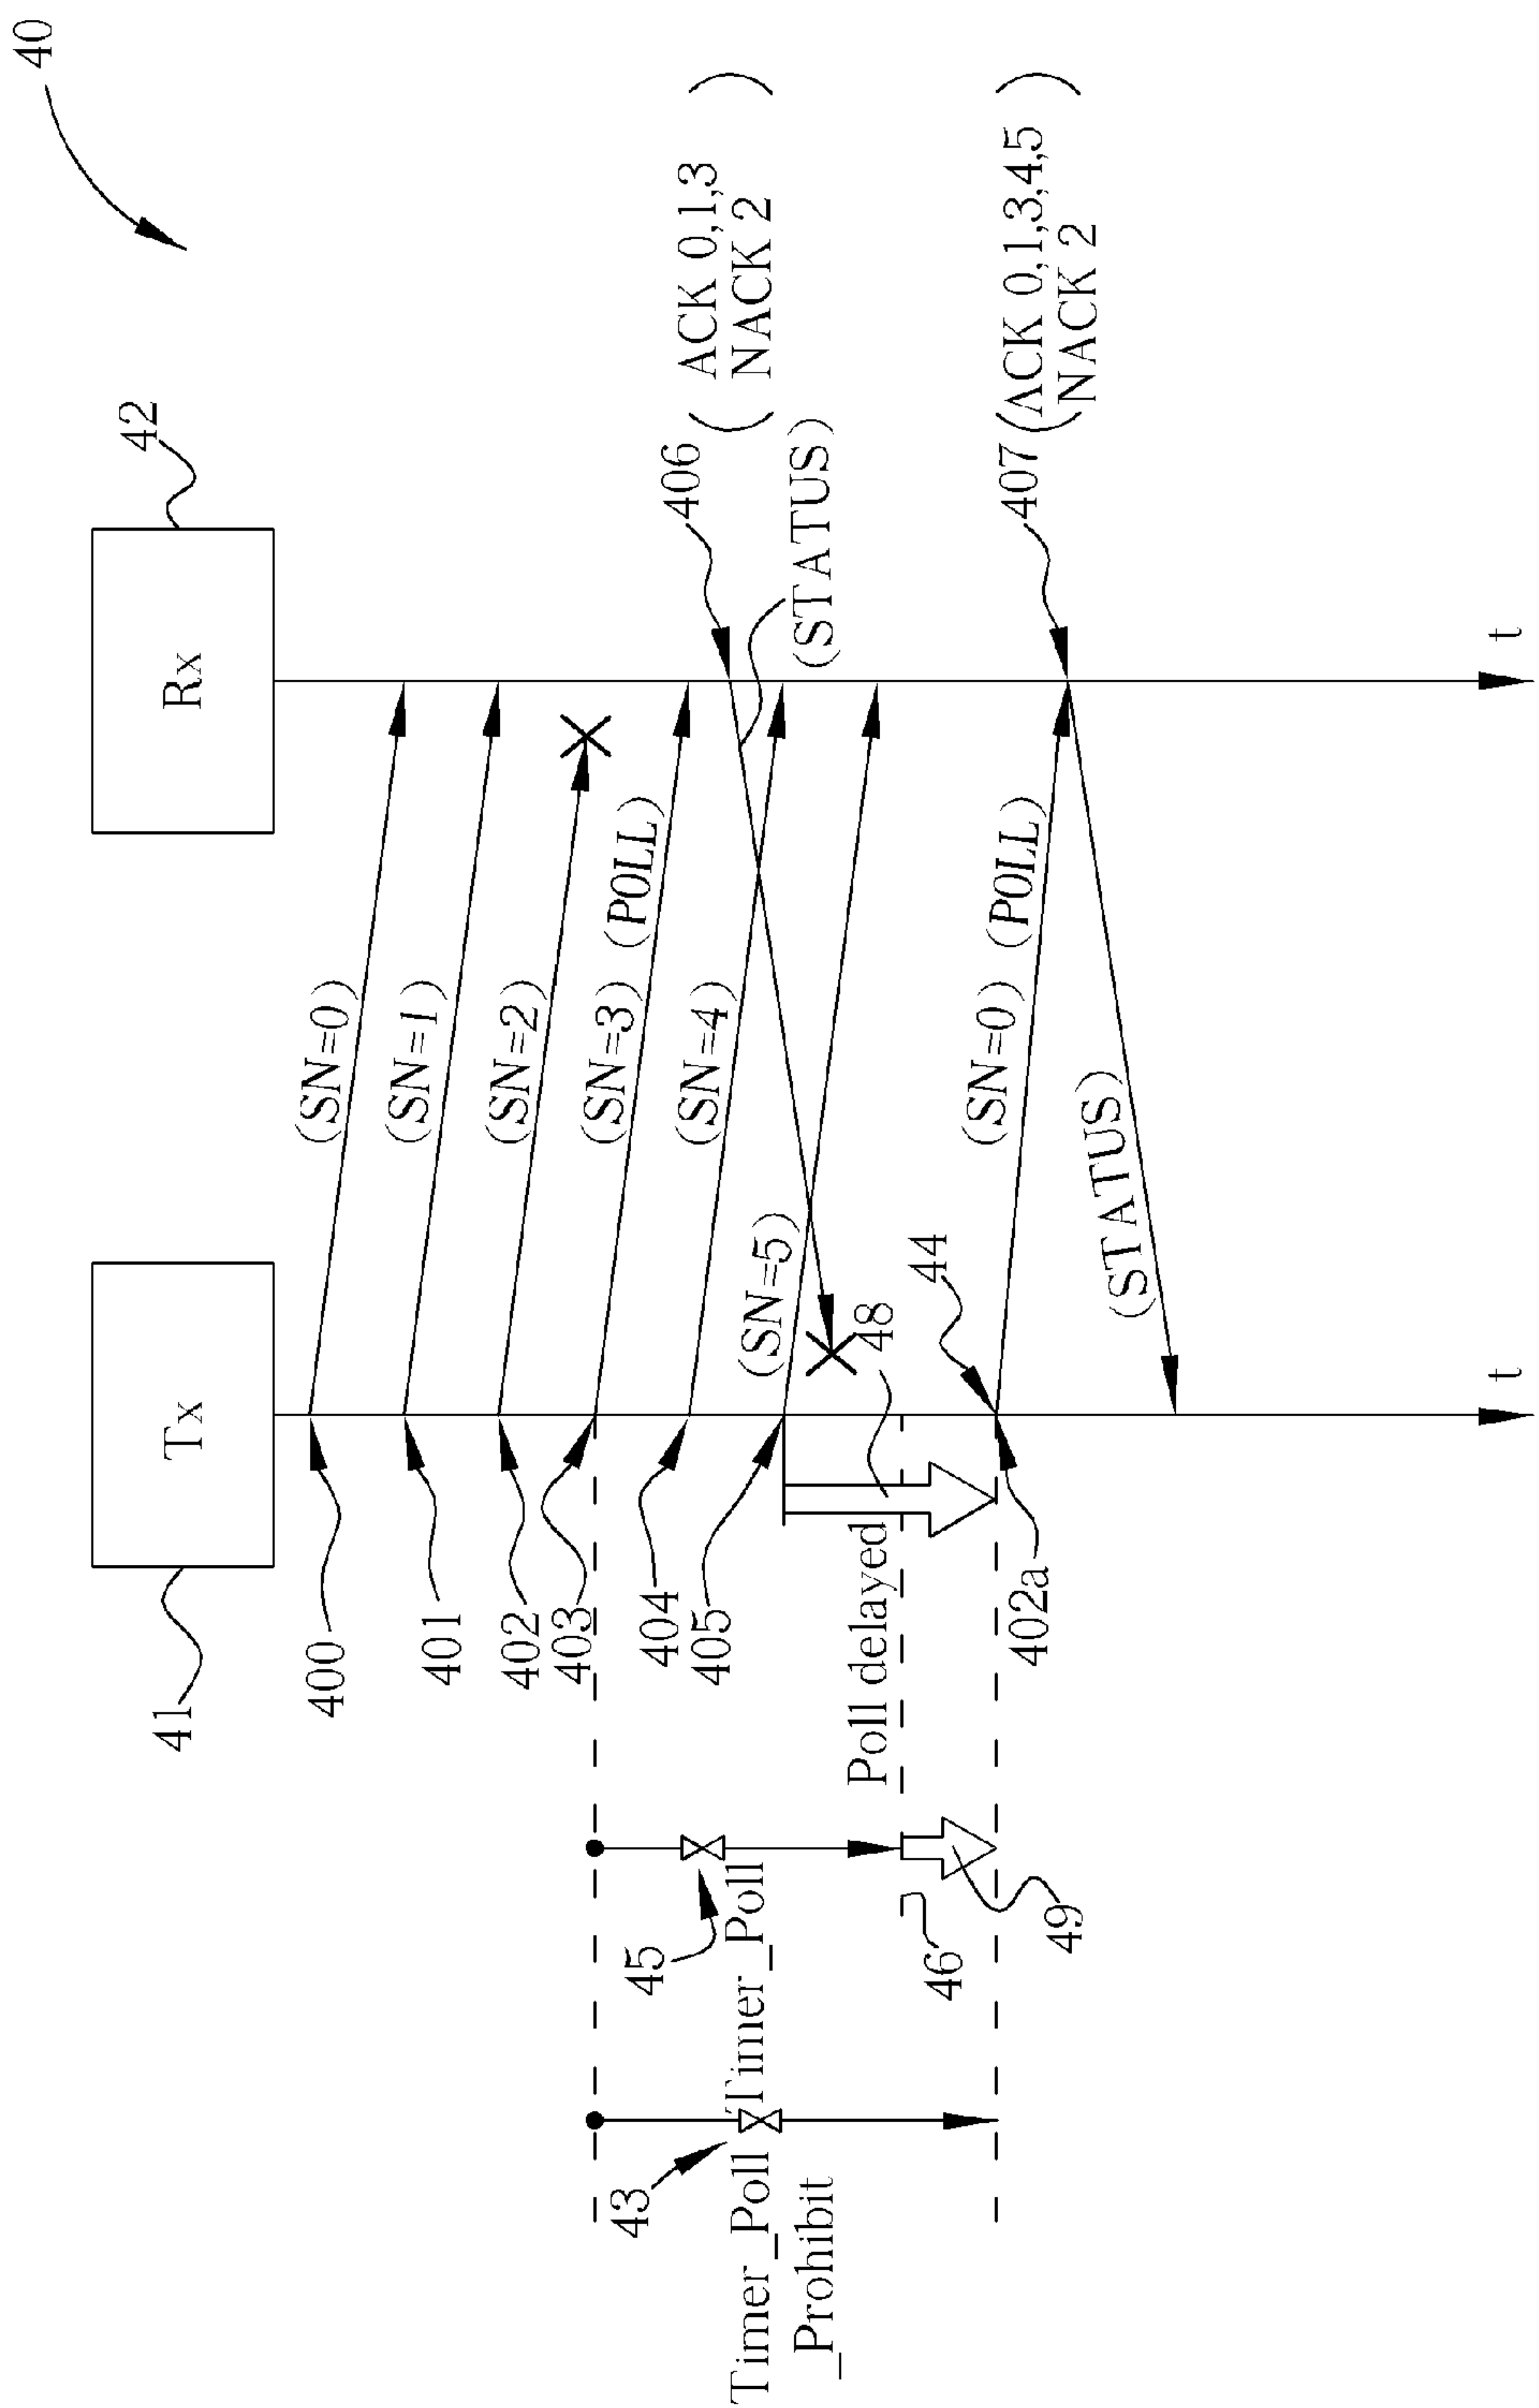 40
41
Tx
Rx
42
400
(SN=0)
401
(SN=1)
402
(SN=2)
403
(SN=3) (POLL)
404
(SN=4)
405
(SN=5)
406
( ACK 0,1,3 )
NACK 2
(STATUS)
43
Timer_Poll
_Prohibit
45
Timer_Poll
46
49
Poll delayed
48
44
402a
(SN=0) (POLL)
407
(ACK 0,1,3,4,5 )
NACK 2
(STATUS)
t
t